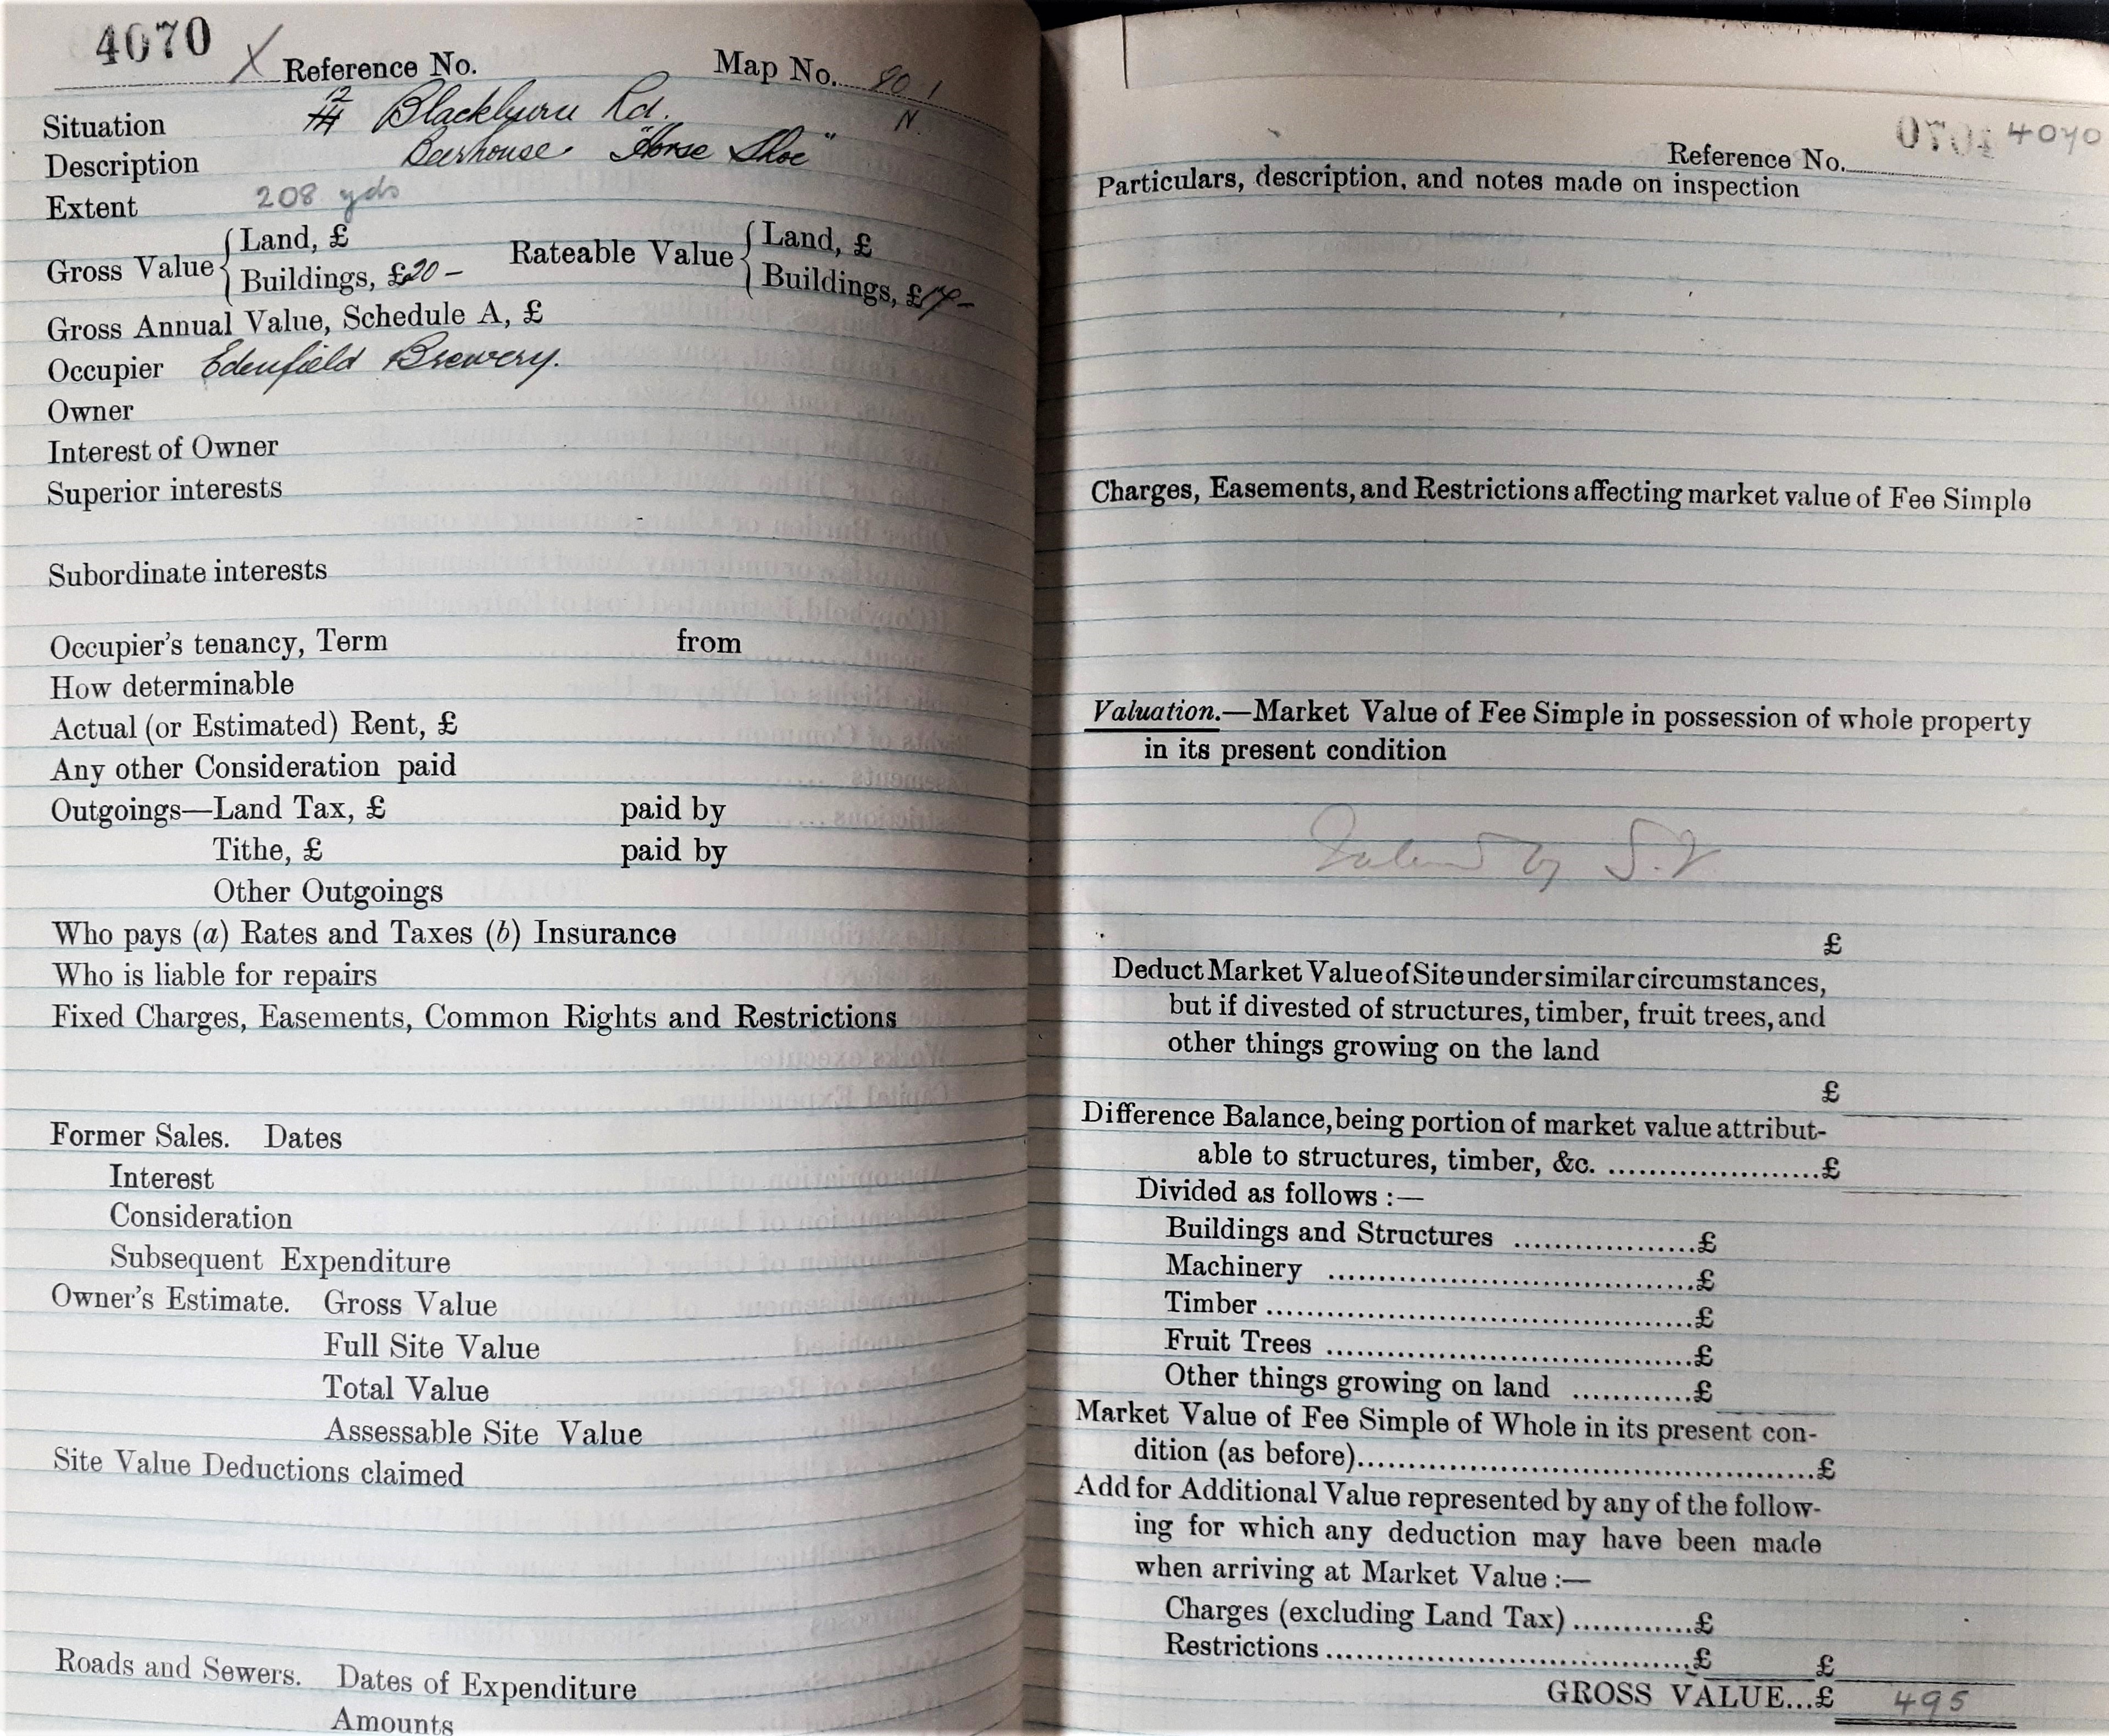 4070 X Reference No. Map No. 80 1
12 Blackburn Rd. N.
Situation
Description Beerhouse "Horse Shoe"
Extent 208 yds
Gross Value { Land, £ Rateable Value { Land, £
Buildings, £20 – Buildings, £17 –
Gross Annual Value, Schedule A, £
Occupier Edenfield Brewery.
Owner
Interest of Owner
Superior interests
Subordinate interests
Occupier's tenancy, Term from
How determinable
Actual (or Estimated) Rent, £
Any other Consideration paid
Outgoings—Land Tax, £ paid by
Tithe, £ paid by
Other Outgoings
Who pays (a) Rates and Taxes (b) Insurance
Who is liable for repairs
Fixed Charges, Easements, Common Rights and Restrictions
Former Sales. Dates
Interest
Consideration
Subsequent Expenditure
Owner's Estimate. Gross Value
Full Site Value
Total Value
Assessable Site Value
Site Value Deductions claimed
Roads and Sewers. Dates of Expenditure
Amounts
Reference No. 4070
Particulars, description, and notes made on inspection
Charges, Easements, and Restrictions affecting market value of Fee Simple
Valuation.—Market Value of Fee Simple in possession of whole property
in its present condition
Valued by S.V
£
Deduct Market Value of Site under similar circumstances,
but if divested of structures, timber, fruit trees, and
other things growing on the land
£
Difference Balance, being portion of market value attribut-
able to structures, timber, &c. ......................£
Divided as follows :—
Buildings and Structures ..................£
Machinery .....................................£
Timber ...........................................£
Fruit Trees .....................................£
Other things growing on land ............£
Market Value of Fee Simple of Whole in its present con-
dition (as before)..............................................£
Add for Additional Value represented by any of the follow-
ing for which any deduction may have been made
when arriving at Market Value :—
Charges (excluding Land Tax) ............£
Restrictions .....................................£ £
GROSS VALUE...£ 495